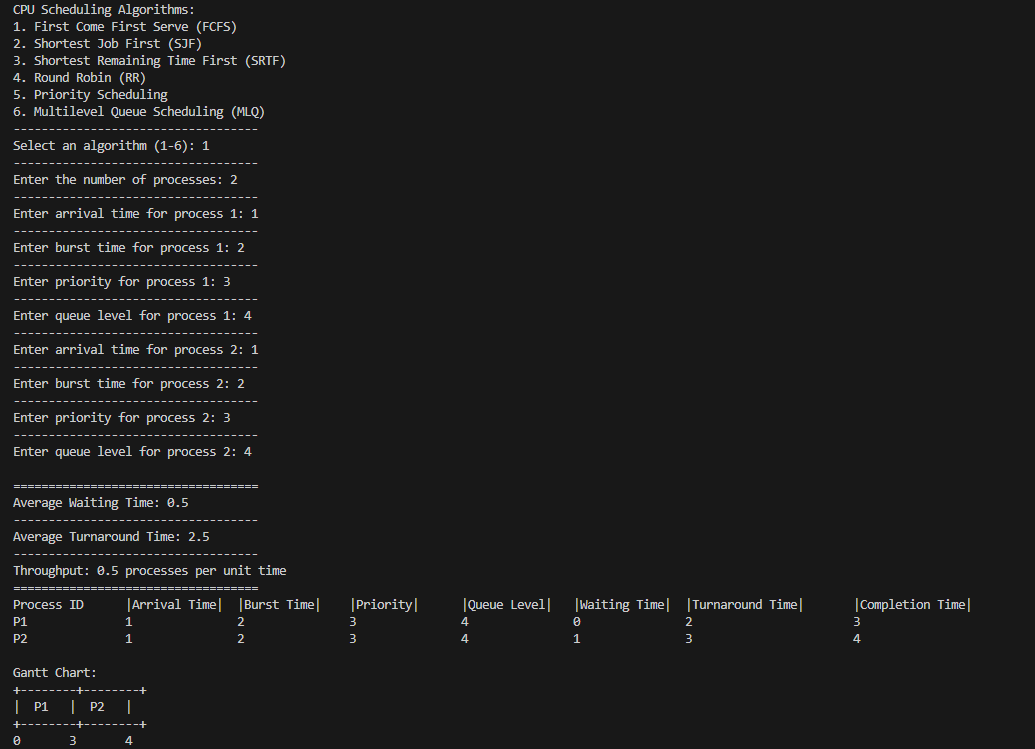 CPU Scheduling Algorithms:
1. First Come First Serve (FCFS)
2. Shortest Job First (SJF)
3. Shortest Remaining Time First (SRTF)
4. Round Robin (RR)
5. Priority Scheduling
6. Multilevel Queue Scheduling (MLQ)
-----------------------------------
Select an algorithm (1-6): 1
-----------------------------------
Enter the number of processes: 2
-----------------------------------
Enter arrival time for process 1: 1
-----------------------------------
Enter burst time for process 1: 2
-----------------------------------
Enter priority for process 1: 3
-----------------------------------
Enter queue level for process 1: 4
-----------------------------------
Enter arrival time for process 2: 1
-----------------------------------
Enter burst time for process 2: 2
-----------------------------------
Enter priority for process 2: 3
-----------------------------------
Enter queue level for process 2: 4

===================================
Average Waiting Time: 0.5
-----------------------------------
Average Turnaround Time: 2.5
-----------------------------------
Throughput: 0.5 processes per unit time
===================================
Process ID      |Arrival Time|  |Burst Time|    |Priority|      |Queue Level|   |Waiting Time|  |Turnaround Time|       |Completion Time|
P1              1               2               3               4               0               2                       3
P2              1               2               3               4               1               3                       4

Gantt Chart:
+--------+--------+
|  P1   |  P2   |
+--------+--------+
0       3       4